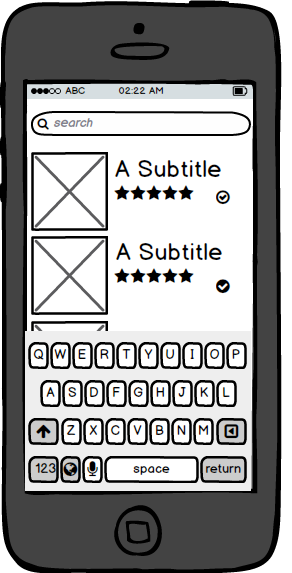 ABC 02:22 AM
search
A Subtitle
A Subtitle
Q W E R T Y U I O P
A S D F G H J K L
Z X C V B N M
123 space return